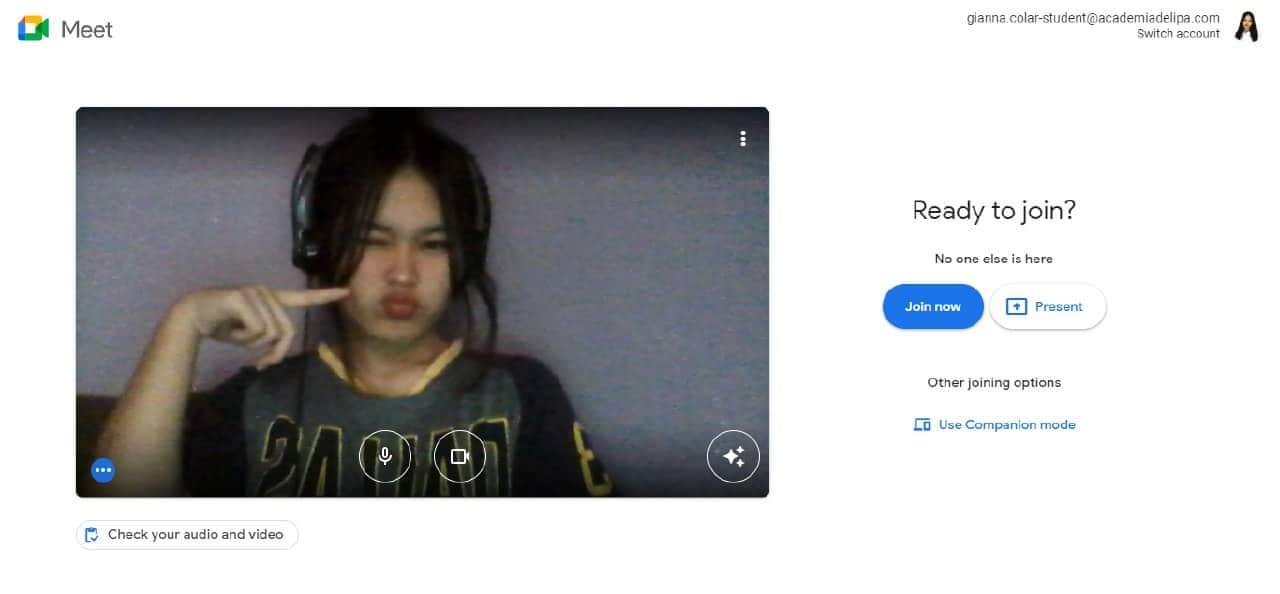 Meet
gianna.colar-student@academiadelipa.com
Switch account
Ready to join?
No one else is here
Join now
Present
Other joining options
Use Companion mode
Check your audio and video